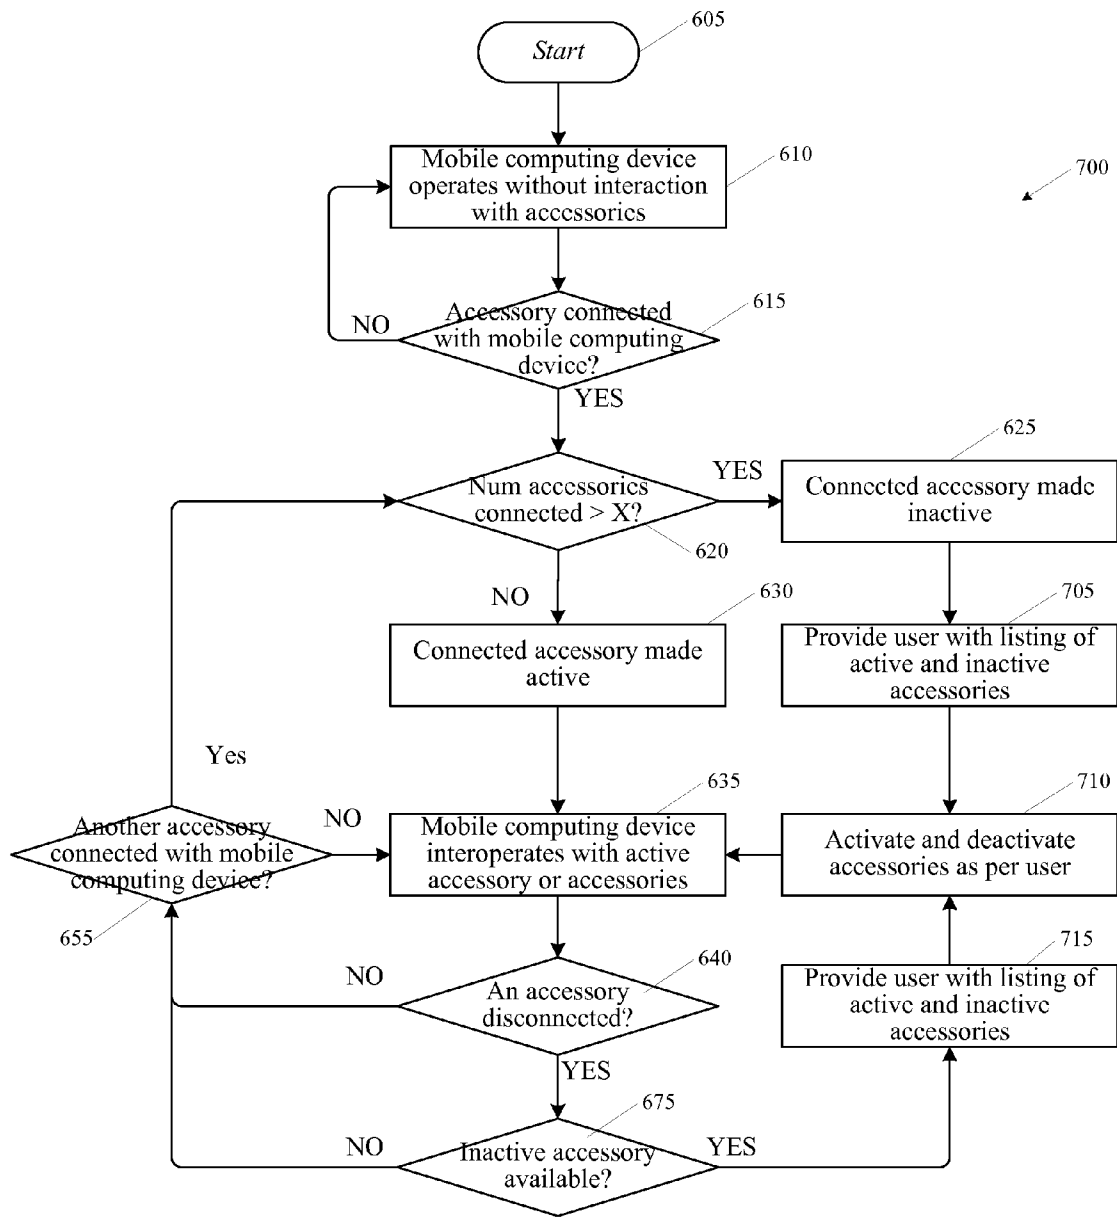 605
Start
610
Mobile computing device
operates without interaction
with accessories
700
615
Accessory connected
with mobile computing
device?
NO
YES
625
YES
Num accessories
connected > X?
Connected accessory made
inactive
620
NO
630
705
Connected accessory made
active
Provide user with listing of
active and inactive
accessories
Yes
635
710
NO
Another accessory
connected with mobile
computing device?
Mobile computing device
interoperates with active
accessory or accessories
Activate and deactivate
accessories as per user
655
640
715
NO
An accessory
disconnected?
Provide user with listing of
active and inactive
accessories
YES
675
NO
Inactive accessory
available?
YES